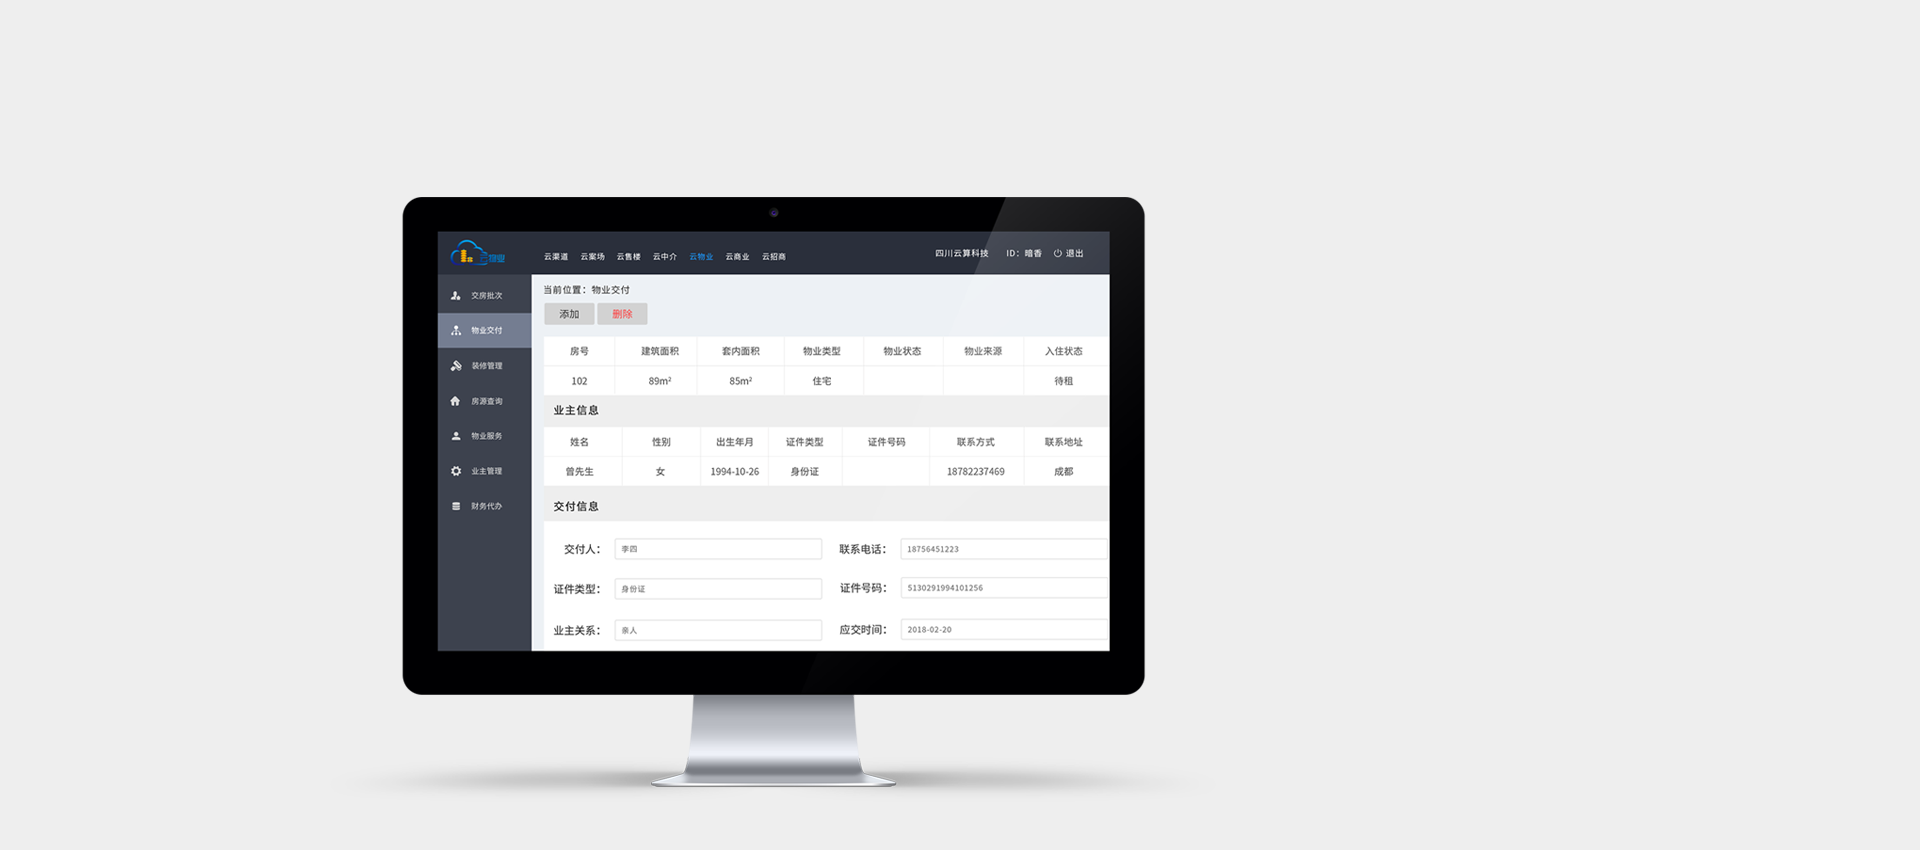 云物业
云渠道 云案场 云售楼 云中介 云物业 云商业 云招商
四川云算科技 ID：暗香 退出
交房批次
物业交付
装修管理
房源查询
物业服务
业主管理
财务代办
当前位置：物业交付
添加 删除
房号 建筑面积 套内面积 物业类型 物业状态 物业来源 入住状态
102 89m² 85m² 住宅 待租
业主信息
姓名 性别 出生年月 证件类型 证件号码 联系方式 联系地址
曾先生 女 1994-10-26 身份证 18782237469 成都
交付信息
交付人： 李四 联系电话： 18756451223
证件类型： 身份证 证件号码： 5130291994101256
业主关系： 亲人 应交时间： 2018-02-20